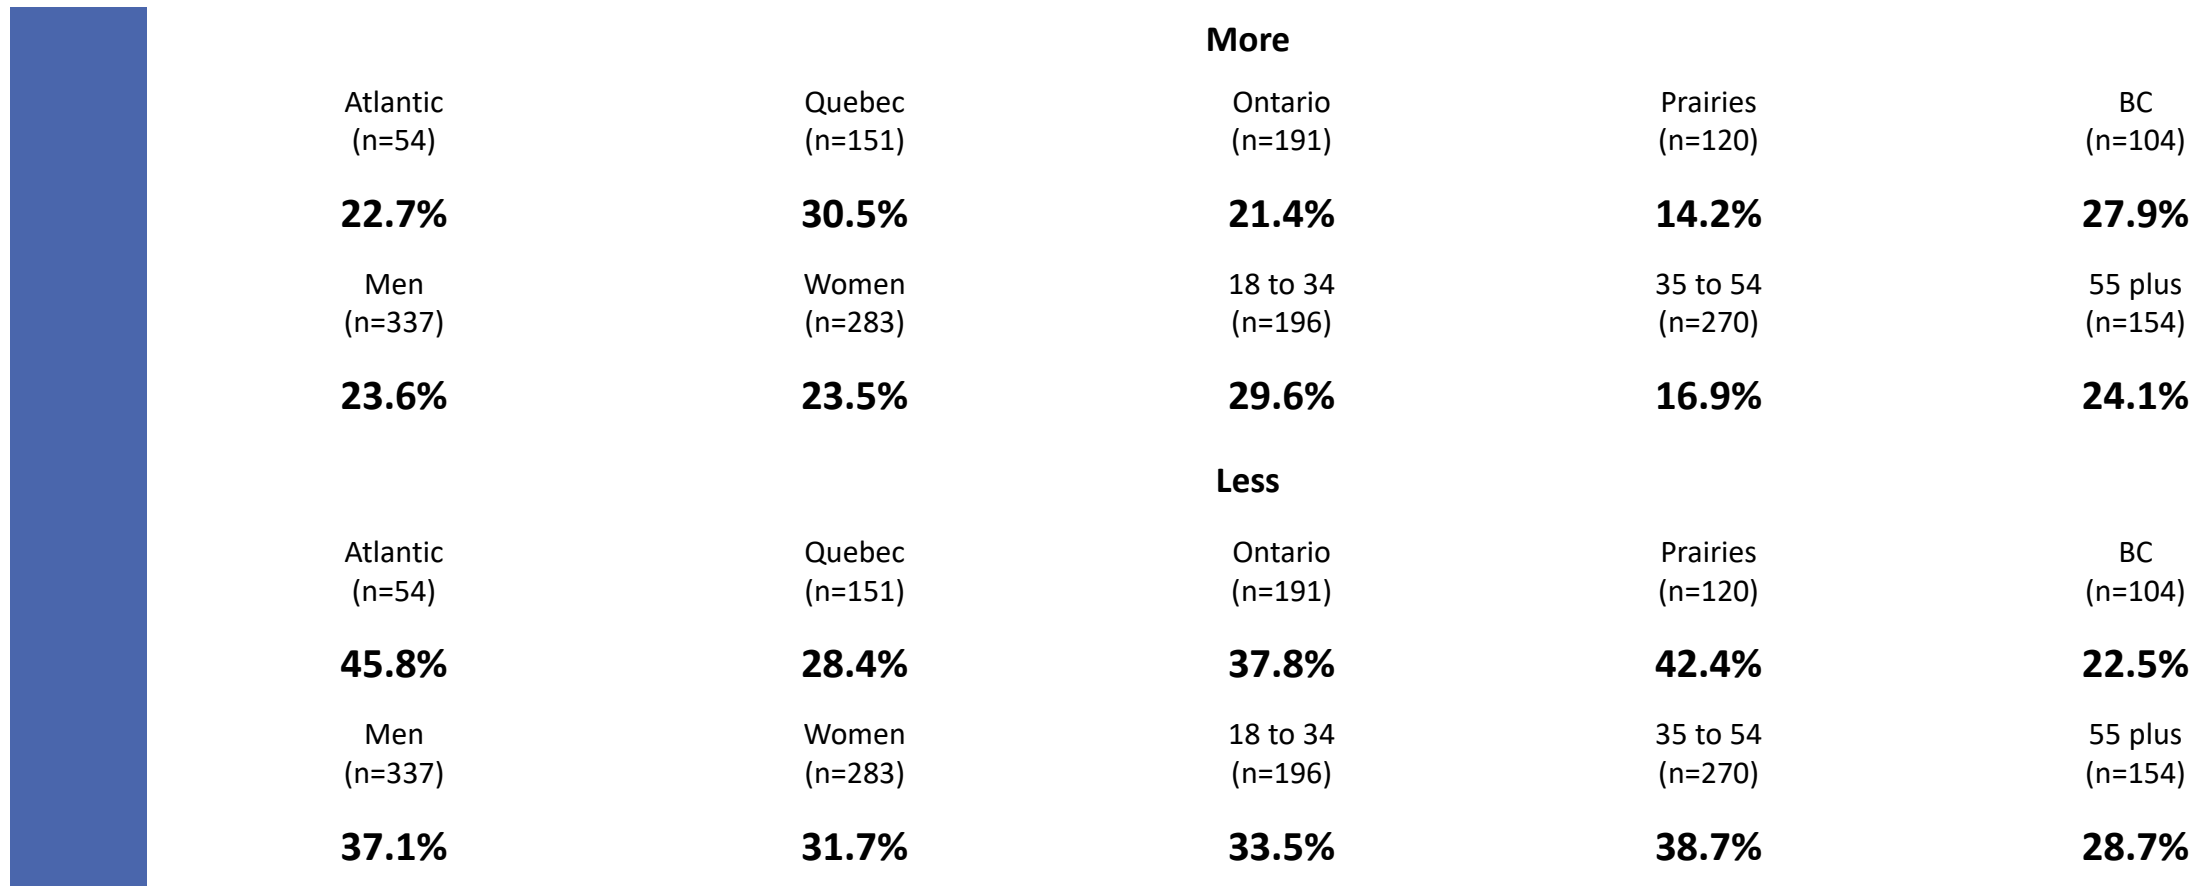 More
Atlantic Quebec Ontario Prairies BC
(n=54) (n=151) (n=191) (n=120) (n=104)
22.7% 30.5% 21.4% 14.2% 27.9%
Men Women 18 to 34 35 to 54 55 plus
(n=337) (n=283) (n=196) (n=270) (n=154)
23.6% 23.5% 29.6% 16.9% 24.1%
Less
Atlantic Quebec Ontario Prairies BC
(n=54) (n=151) (n=191) (n=120) (n=104)
45.8% 28.4% 37.8% 42.4% 22.5%
Men Women 18 to 34 35 to 54 55 plus
(n=337) (n=283) (n=196) (n=270) (n=154)
37.1% 31.7% 33.5% 38.7% 28.7%